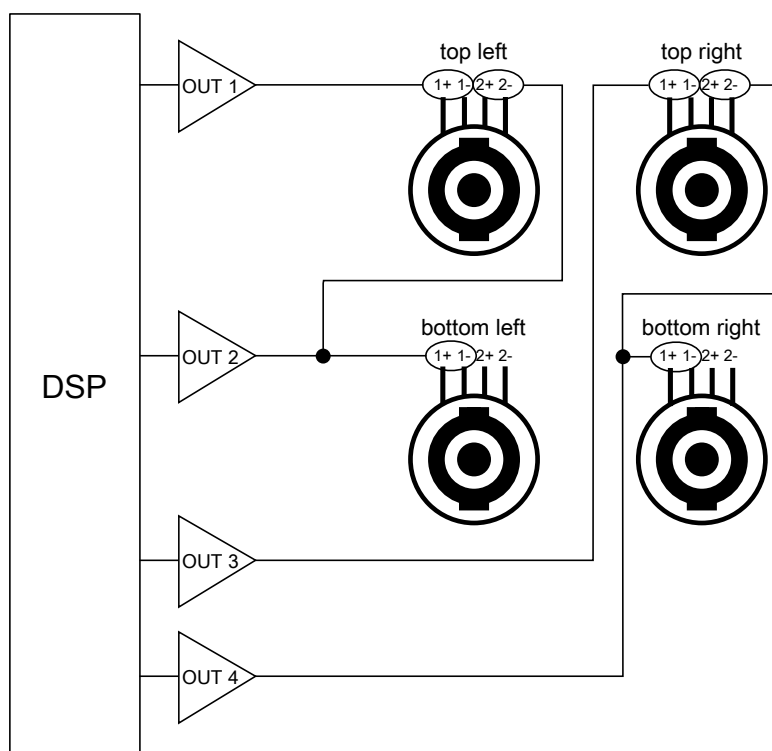 top left
top right
OUT 1
1+ 1- 2+ 2-
1+ 1- 2+ 2-
bottom left
bottom right
OUT 2
1+ 1- 2+ 2-
1+ 1- 2+ 2-
DSP
OUT 3
OUT 4